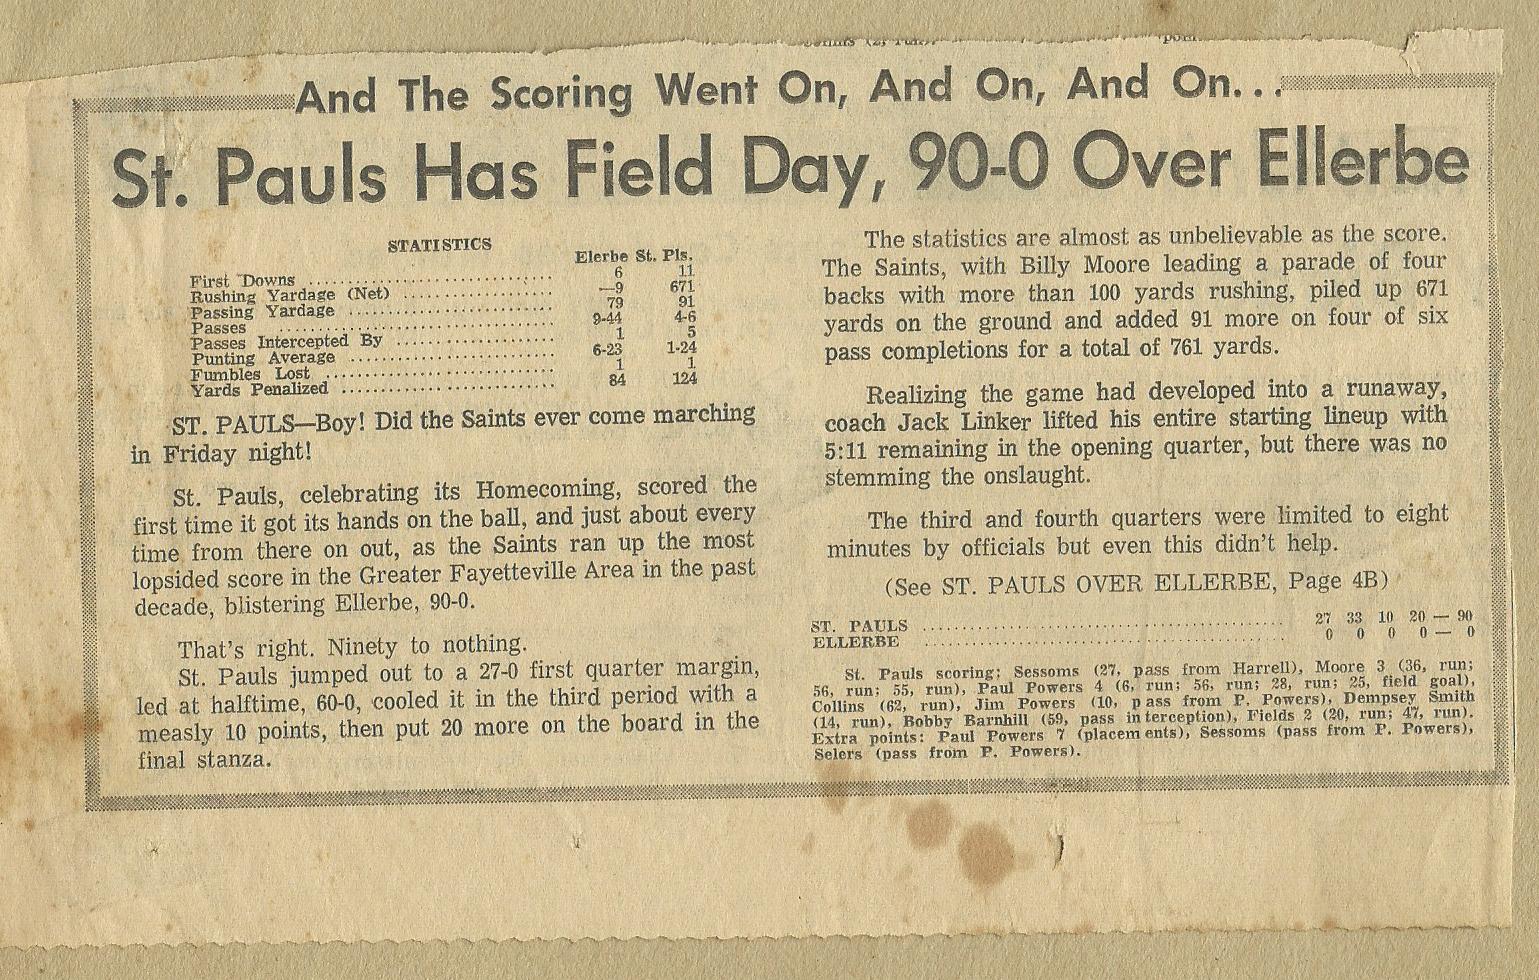 And The Scoring Went On, And On, And On...
St. Pauls Has Field Day, 90-0 Over Ellerbe
STATISTICS
Elerbe St. Pls.
First Downs ........ 6 11
Rushing Yardage (Net) ........ —9 671
Passing Yardage ........ 79 91
Passes ........ 9-44 4-6
Passes Intercepted By ........ 1 5
Punting Average ........ 6-23 1-24
Fumbles Lost ........ 1 1
Yards Penalized ........ 84 124
ST. PAULS—Boy! Did the Saints ever come marching
in Friday night!
St. Pauls, celebrating its Homecoming, scored the
first time it got its hands on the ball, and just about every
time from there on out, as the Saints ran up the most
lopsided score in the Greater Fayetteville Area in the past
decade, blistering Ellerbe, 90-0.
That's right. Ninety to nothing.
St. Pauls jumped out to a 27-0 first quarter margin,
led at halftime, 60-0, cooled it in the third period with a
measly 10 points, then put 20 more on the board in the
final stanza.
The statistics are almost as unbelievable as the score.
The Saints, with Billy Moore leading a parade of four
backs with more than 100 yards rushing, piled up 671
yards on the ground and added 91 more on four of six
pass completions for a total of 761 yards.
Realizing the game had developed into a runaway,
coach Jack Linker lifted his entire starting lineup with
5:11 remaining in the opening quarter, but there was no
stemming the onslaught.
The third and fourth quarters were limited to eight
minutes by officials but even this didn't help.
(See ST. PAULS OVER ELLERBE, Page 4B)
ST. PAULS ........ 27 33 10 20 — 90
ELLERBE ........ 0 0 0 0 — 0
St. Pauls scoring; Sessoms (27, pass from Harrell), Moore 3 (36, run;
56, run; 55, run), Paul Powers 4 (6, run; 56, run; 28, run; 25, field goal),
Collins (62, run), Jim Powers (10, pass from P. Powers), Dempsey Smith
(14, run), Bobby Barnhill (59, pass interception), Fields 2 (20, run; 47, run).
Extra points: Paul Powers 7 (placements), Sessoms (pass from P. Powers),
Selers (pass from P. Powers).